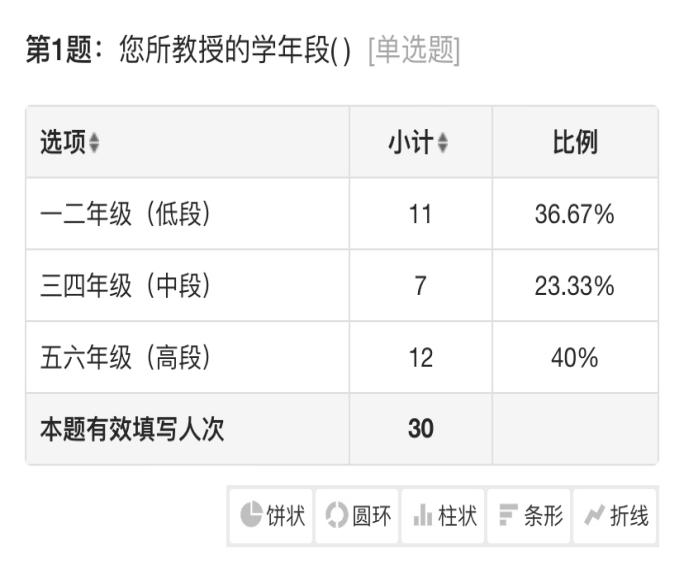 第1题：您所教授的学年段( ) [单选题]
选项 小计 比例
一二年级（低段） 11 36.67%
三四年级（中段） 7 23.33%
五六年级（高段） 12 40%
本题有效填写人次 30
饼状 圆环 柱状 条形 折线